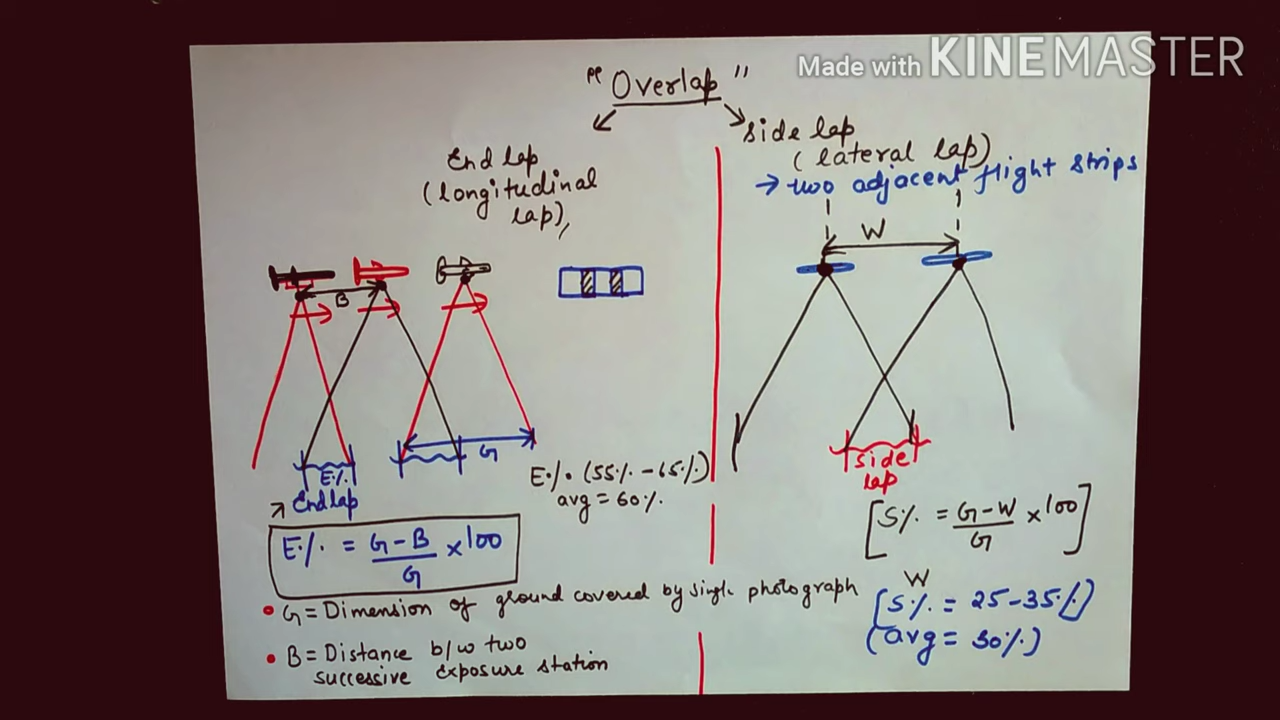 Made with KINEMASTER
"Overlap"
End lap
(longitudinal
lap)
B
G
E%
End lap
E% (55% - 65%)
avg = 60%
E% = G-B/G ×100
• G = Dimension of ground covered by single photograph
• B = Distance b/w two
successive exposure station
Side lap
(lateral lap)
→ two adjacent flight strips
W
Side
lap
[S% = G-W/G ×100]
W
[S% = 25-35%]
(avg = 30%)